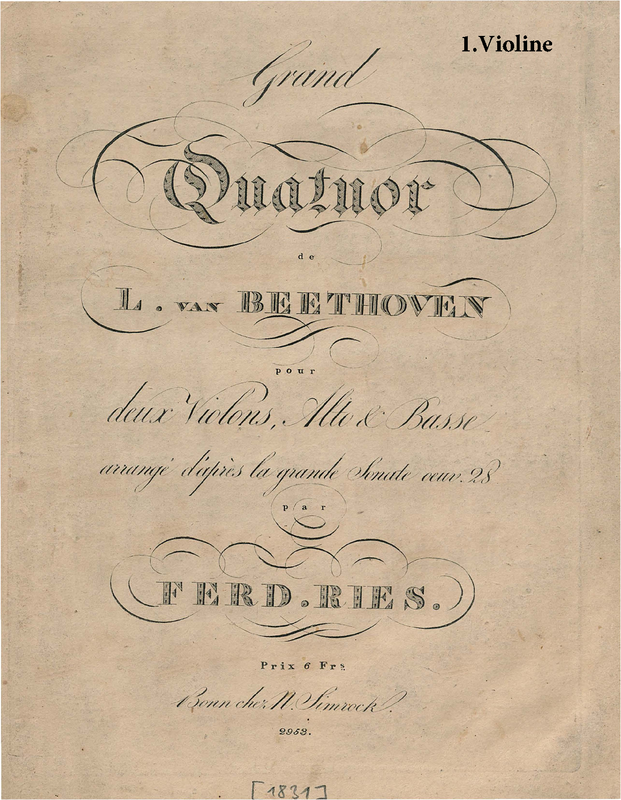 1.Violine
Grand
Quatuor
de
L. VAN BEETHOVEN
pour
deux Violons, Alto & Basse
arrangé d'après la grande Sonate oeuv. 28
par
FERD. RIES.
Prix 6 Frs
Bonn chez N. Simrock.
2953.
[1831]